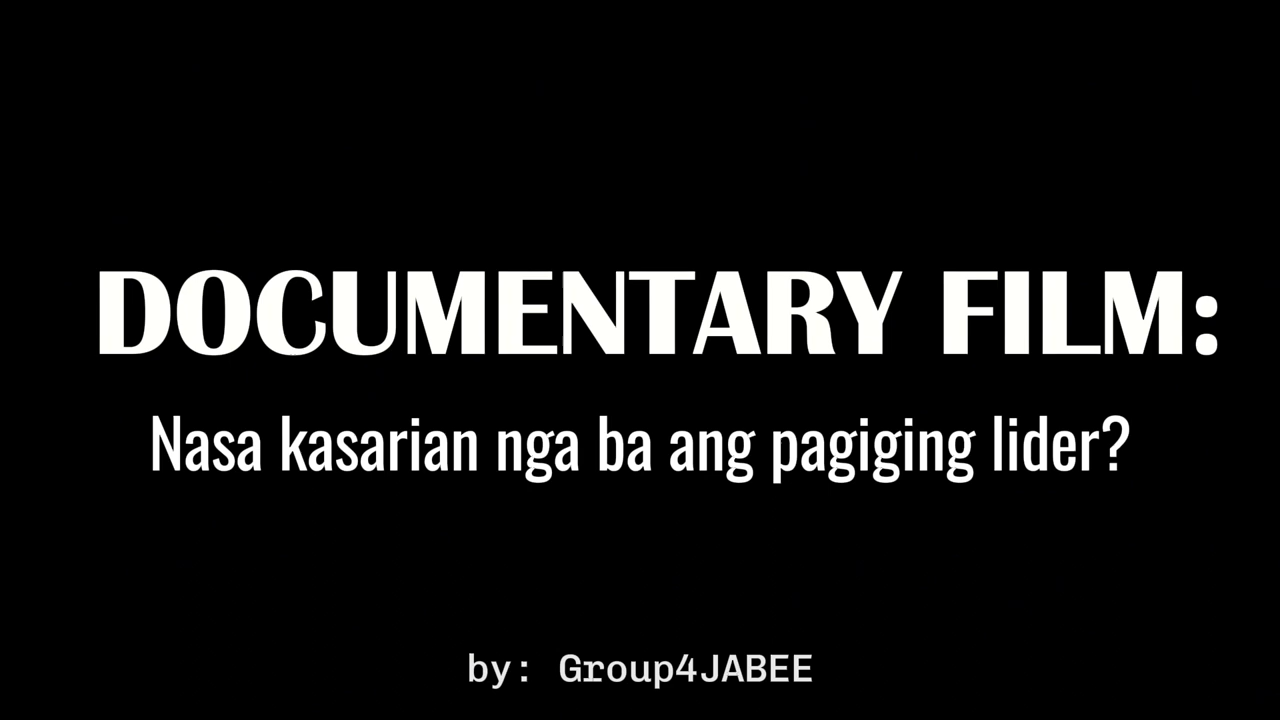 DOCUMENTARY FILM:
Nasa kasarian nga ba ang pagiging lider?
by: Group4JABEE